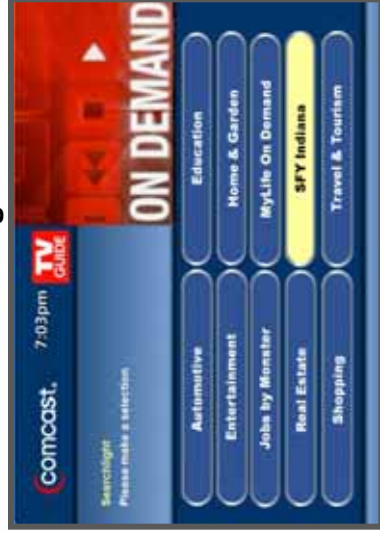 comcast. 7:03pm TV GUIDE
ON DEMAND
Searchlight
Please make a selection
Automotive Education
Entertainment Home & Garden
Jobs by Monster MyLife On Demand
Real Estate SFY Indiana
Shopping Travel & Tourism